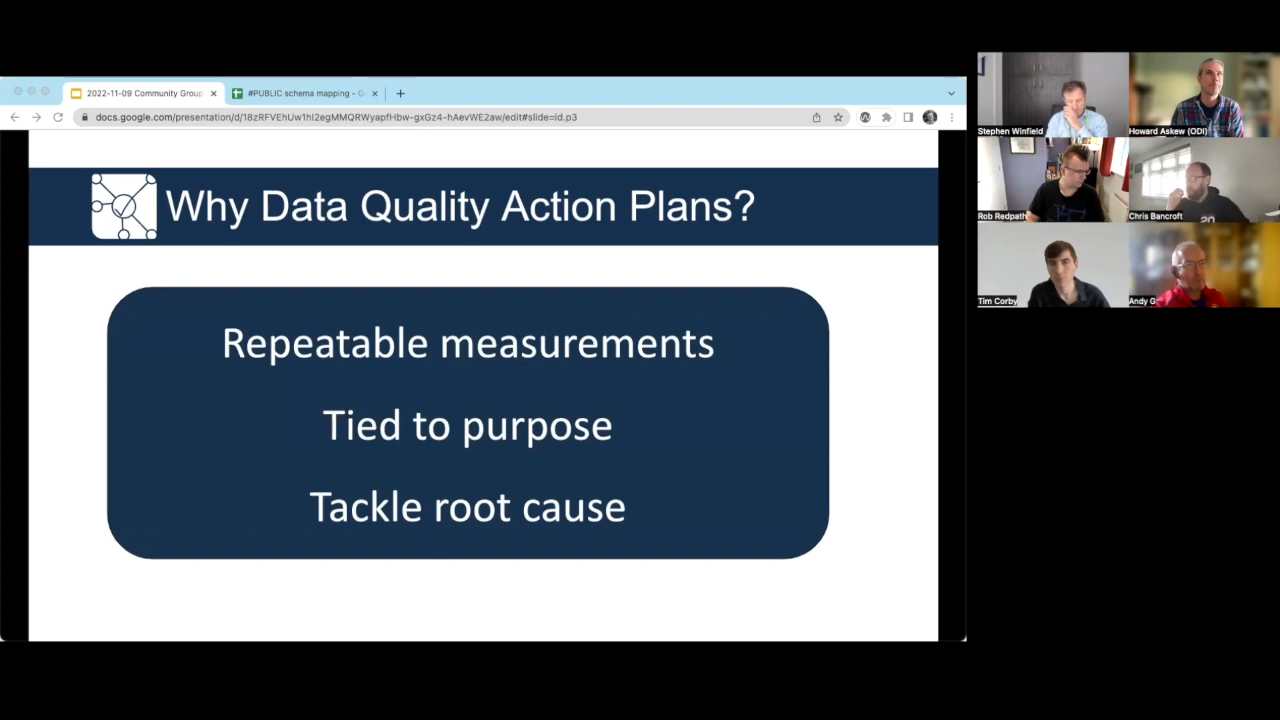 2022-11-09 Community Group
#PUBLIC schema mapping - G
docs.google.com/presentation/d/18zRFVEhUw1hI2egMMQRWyapfHbw-gxGz4-hAevWE2aw/edit#slide=id.p3
Why Data Quality Action Plans?
Repeatable measurements
Tied to purpose
Tackle root cause
Stephen Winfield
Howard Askew (ODI)
Rob Redpath
Chris Bancroft
20
Tim Corby
Andy G